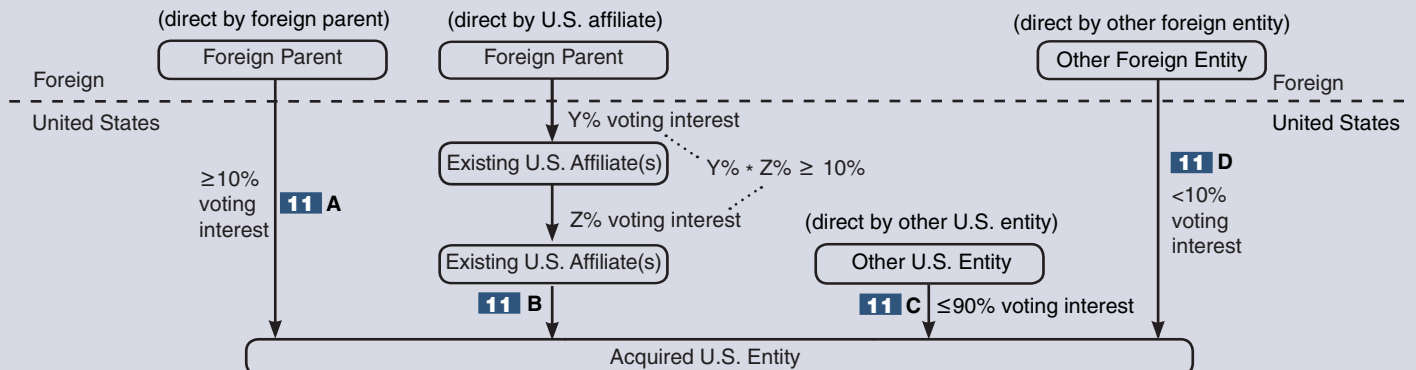 (direct by foreign parent)
(direct by U.S. affiliate)
(direct by other foreign entity)
Foreign Parent
Foreign Parent
Other Foreign Entity
Foreign
Foreign
United States
United States
Y% voting interest
Existing U.S. Affiliate(s)
Y% * Z% ≥ 10%
≥10%
voting
interest
11 A
11 D
<10%
voting
interest
Z% voting interest
(direct by other U.S. entity)
Existing U.S. Affiliate(s)
Other U.S. Entity
11 B
11 C
≤90% voting interest
Acquired U.S. Entity